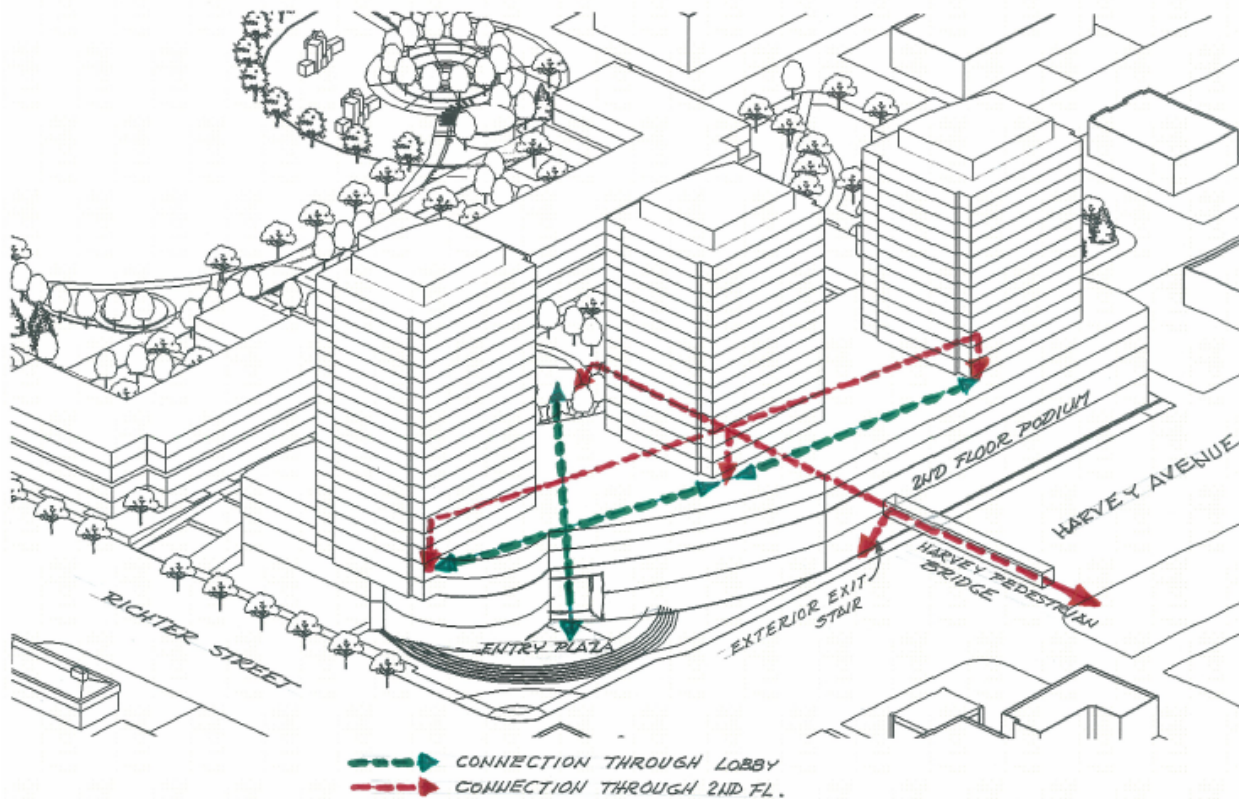 2ND FLOOR PODIUM
HARVEY AVENUE
HARVEY PEDESTRIAN
BRIDGE
EXTERIOR EXIT
STAIR
ENTRY PLAZA
RICHTER STREET
CONNECTION THROUGH LOBBY
CONNECTION THROUGH 2ND FL.